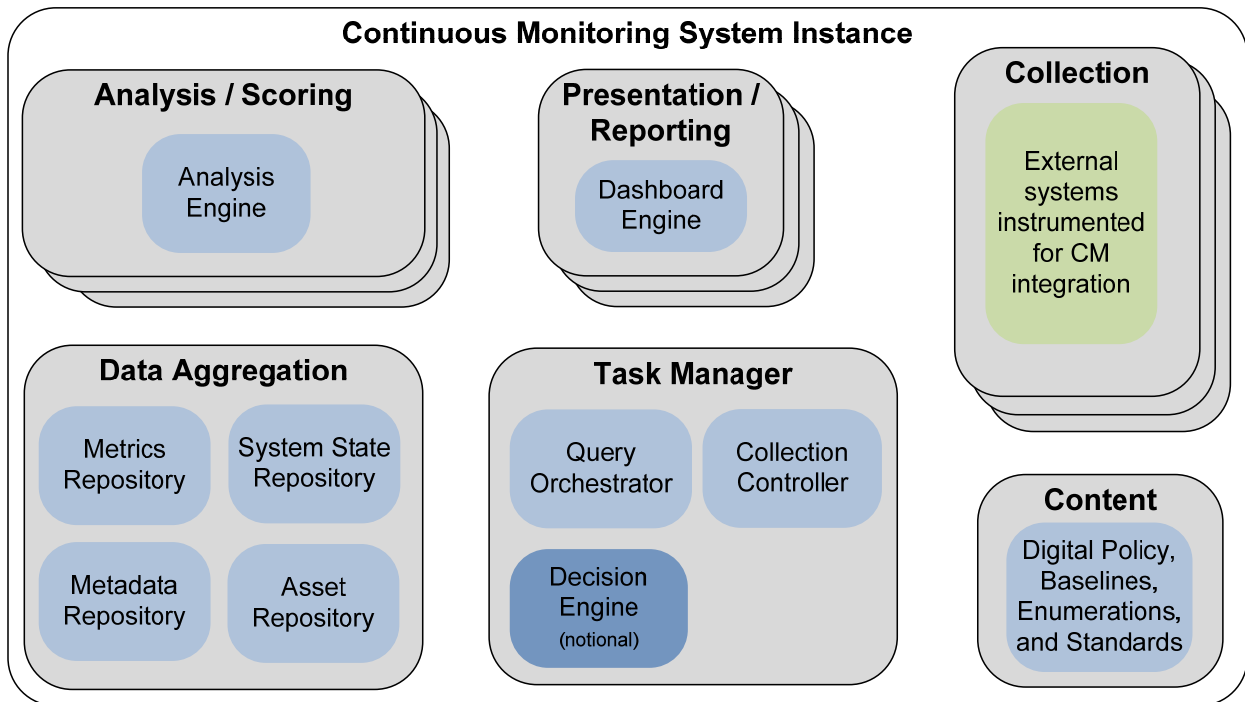 Continuous Monitoring System Instance
Analysis / Scoring
Analysis
Engine
Presentation /
Reporting
Dashboard
Engine
Collection
External
systems
instrumented
for CM
integration
Data Aggregation
Metrics
Repository
System State
Repository
Metadata
Repository
Asset
Repository
Task Manager
Query
Orchestrator
Collection
Controller
Decision
Engine
(notional)
Content
Digital Policy,
Baselines,
Enumerations,
and Standards